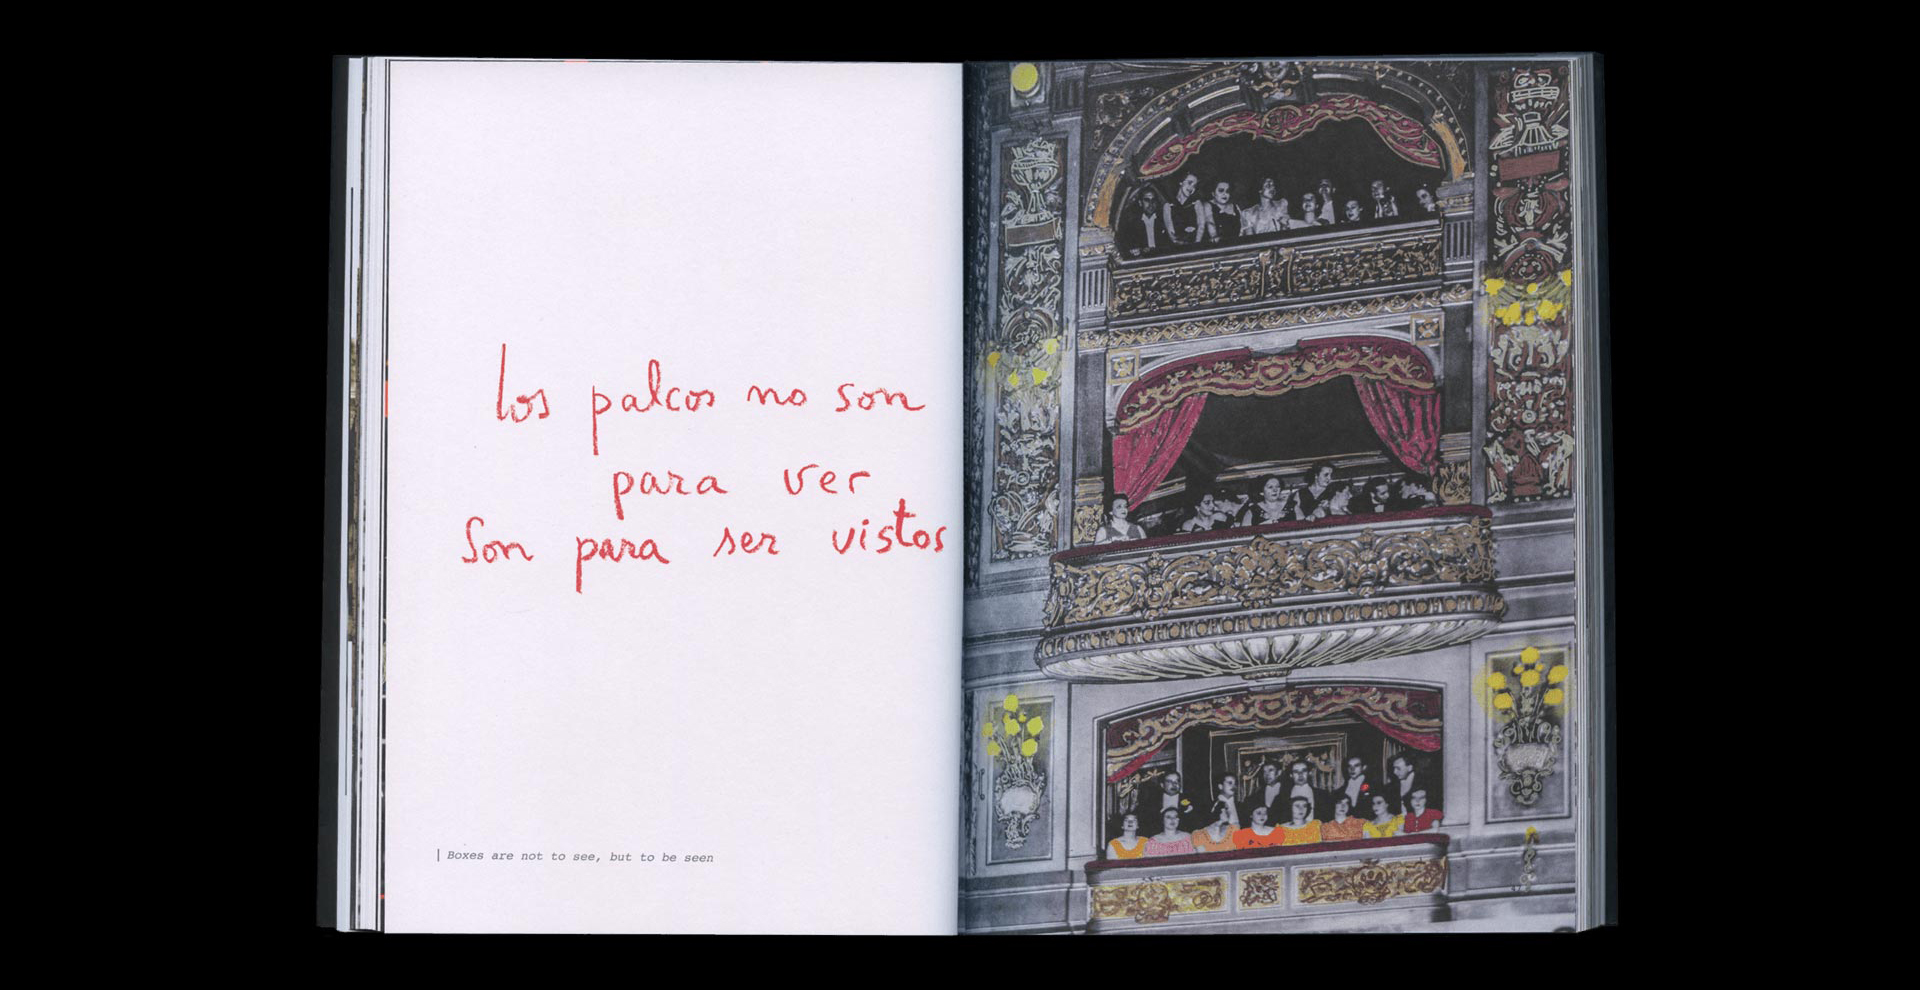 los palcos no son
para ver
Son para ser vistos
| Boxes are not to see, but to be seen